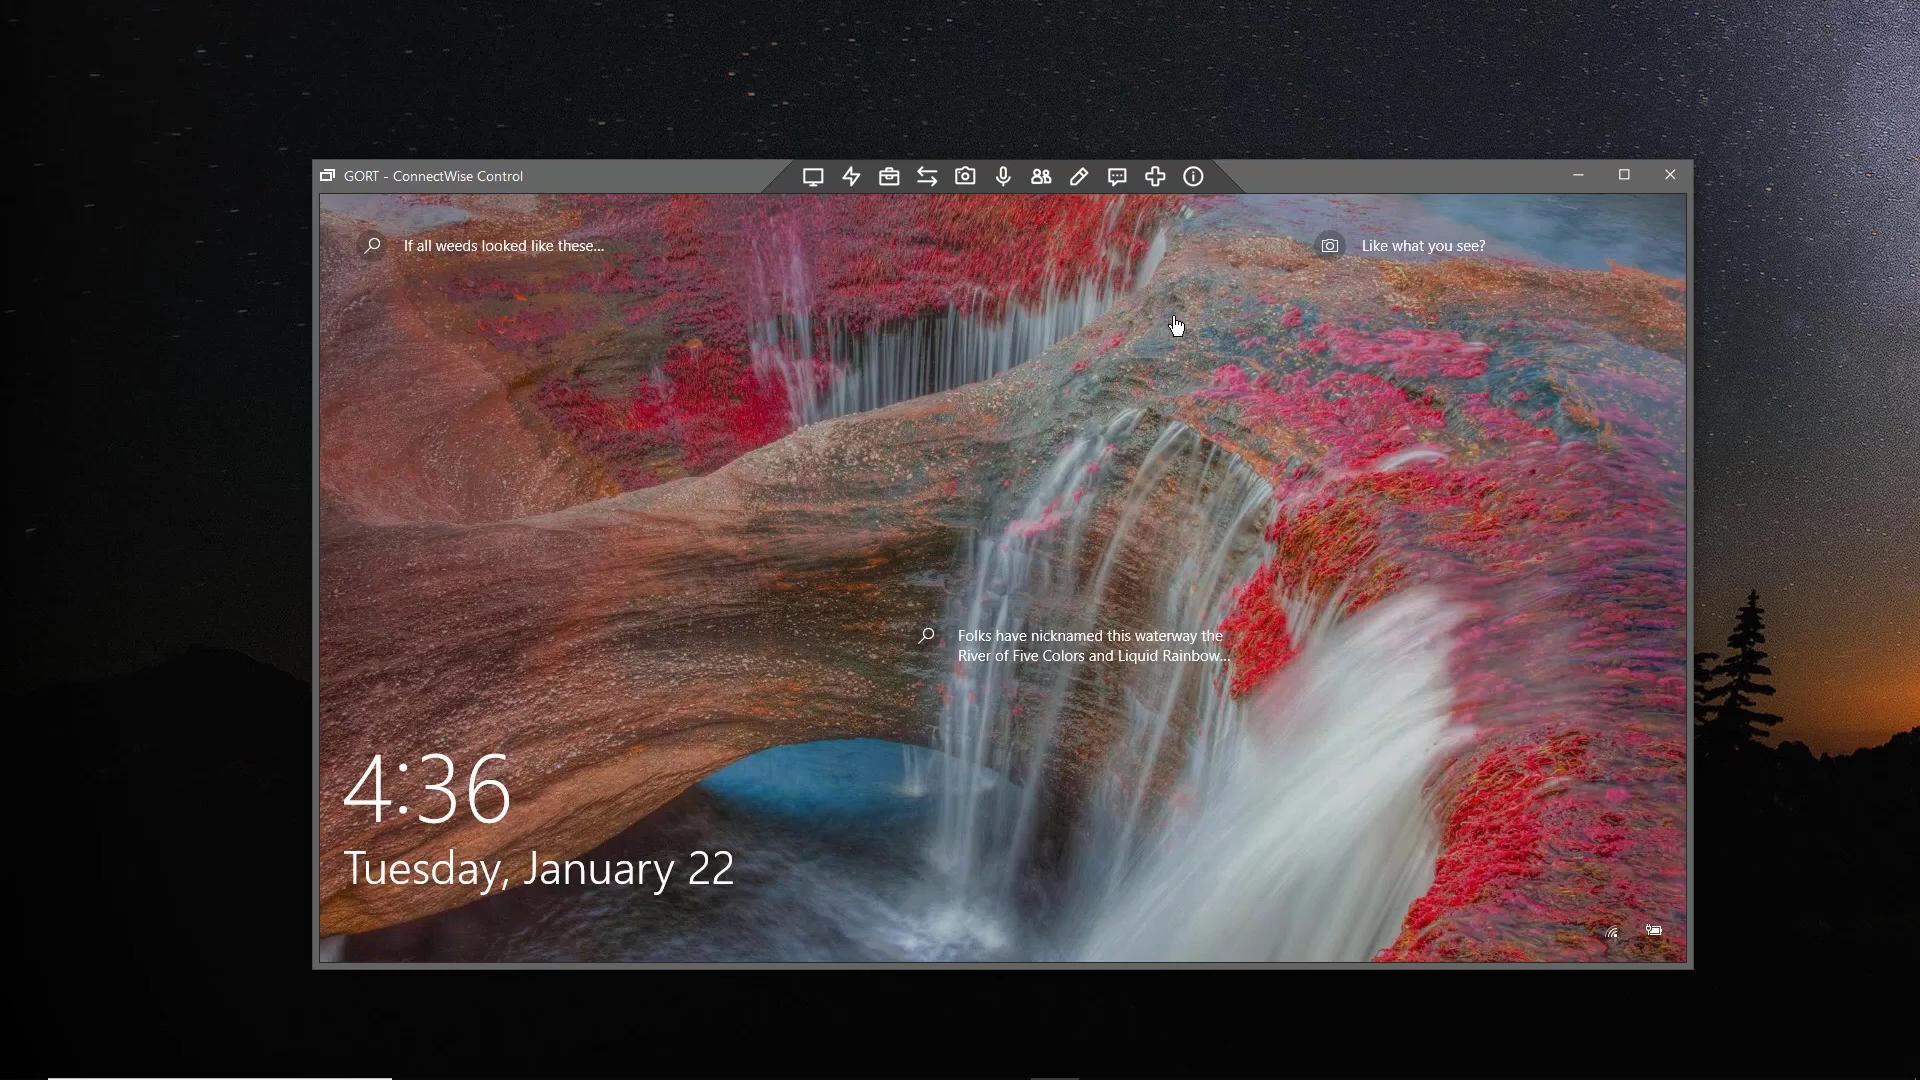 GORT - ConnectWise Control
If all weeds looked like these...
Like what you see?
Folks have nicknamed this waterway the
River of Five Colors and Liquid Rainbow...
4:36
Tuesday, January 22